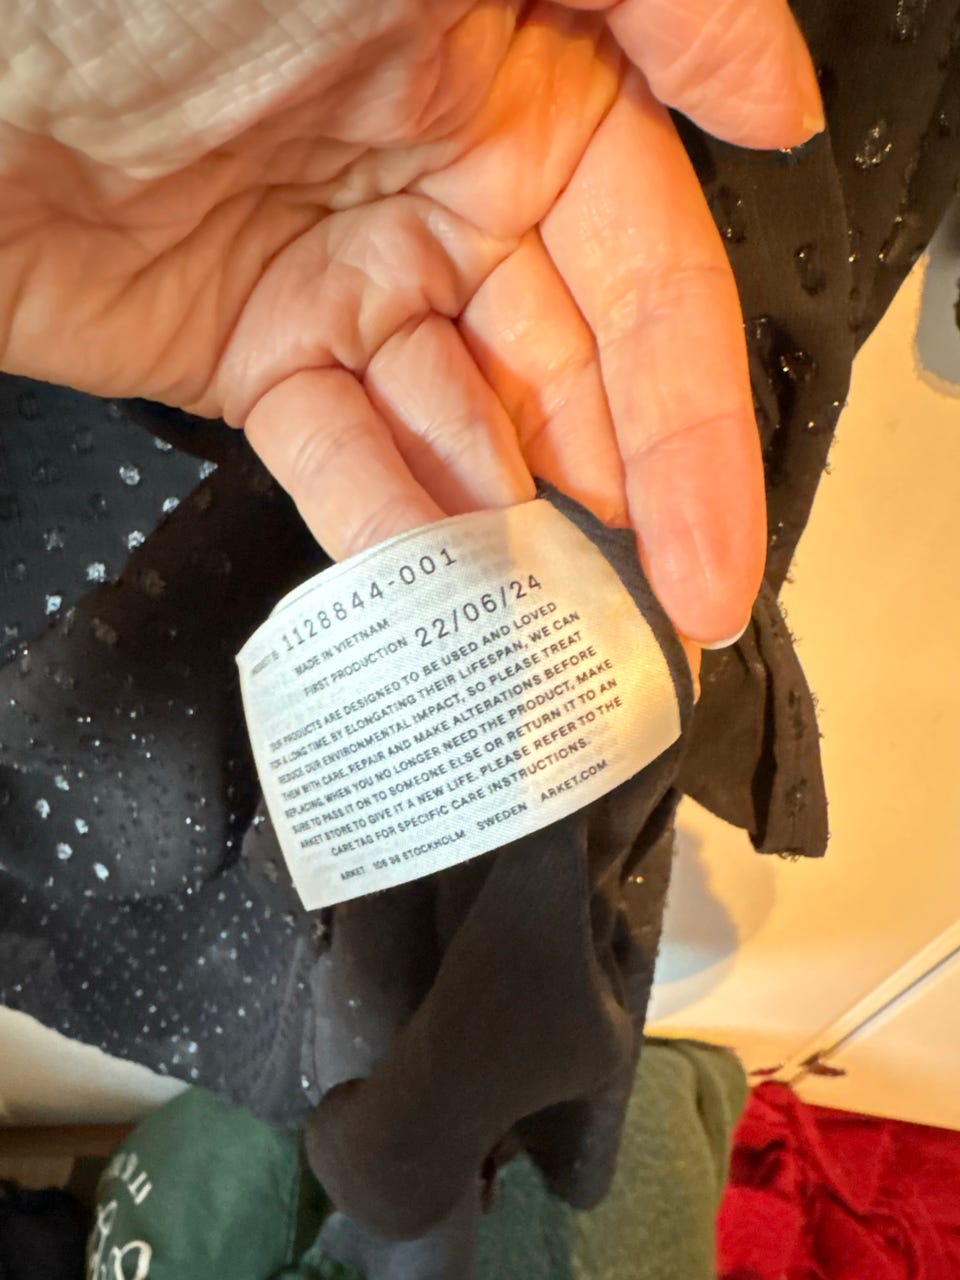 1128844-001
MADE IN VIETNAM
FIRST PRODUCTION 22/06/24
OUR PRODUCTS ARE DESIGNED TO BE USED AND LOVED
FOR A LONG TIME. BY ELONGATING THEIR LIFESPAN, WE CAN
REDUCE OUR ENVIRONMENTAL IMPACT, SO PLEASE TREAT
THEM WITH CARE, REPAIR AND MAKE ALTERATIONS BEFORE
REPLACING. WHEN YOU NO LONGER NEED THE PRODUCT, MAKE
SURE TO PASS IT ON TO SOMEONE ELSE OR RETURN IT TO AN
ARKET STORE TO GIVE IT A NEW LIFE. PLEASE REFER TO THE
CARE TAG FOR SPECIFIC CARE INSTRUCTIONS.
ARKET 106 38 STOCKHOLM SWEDEN ARKET.COM